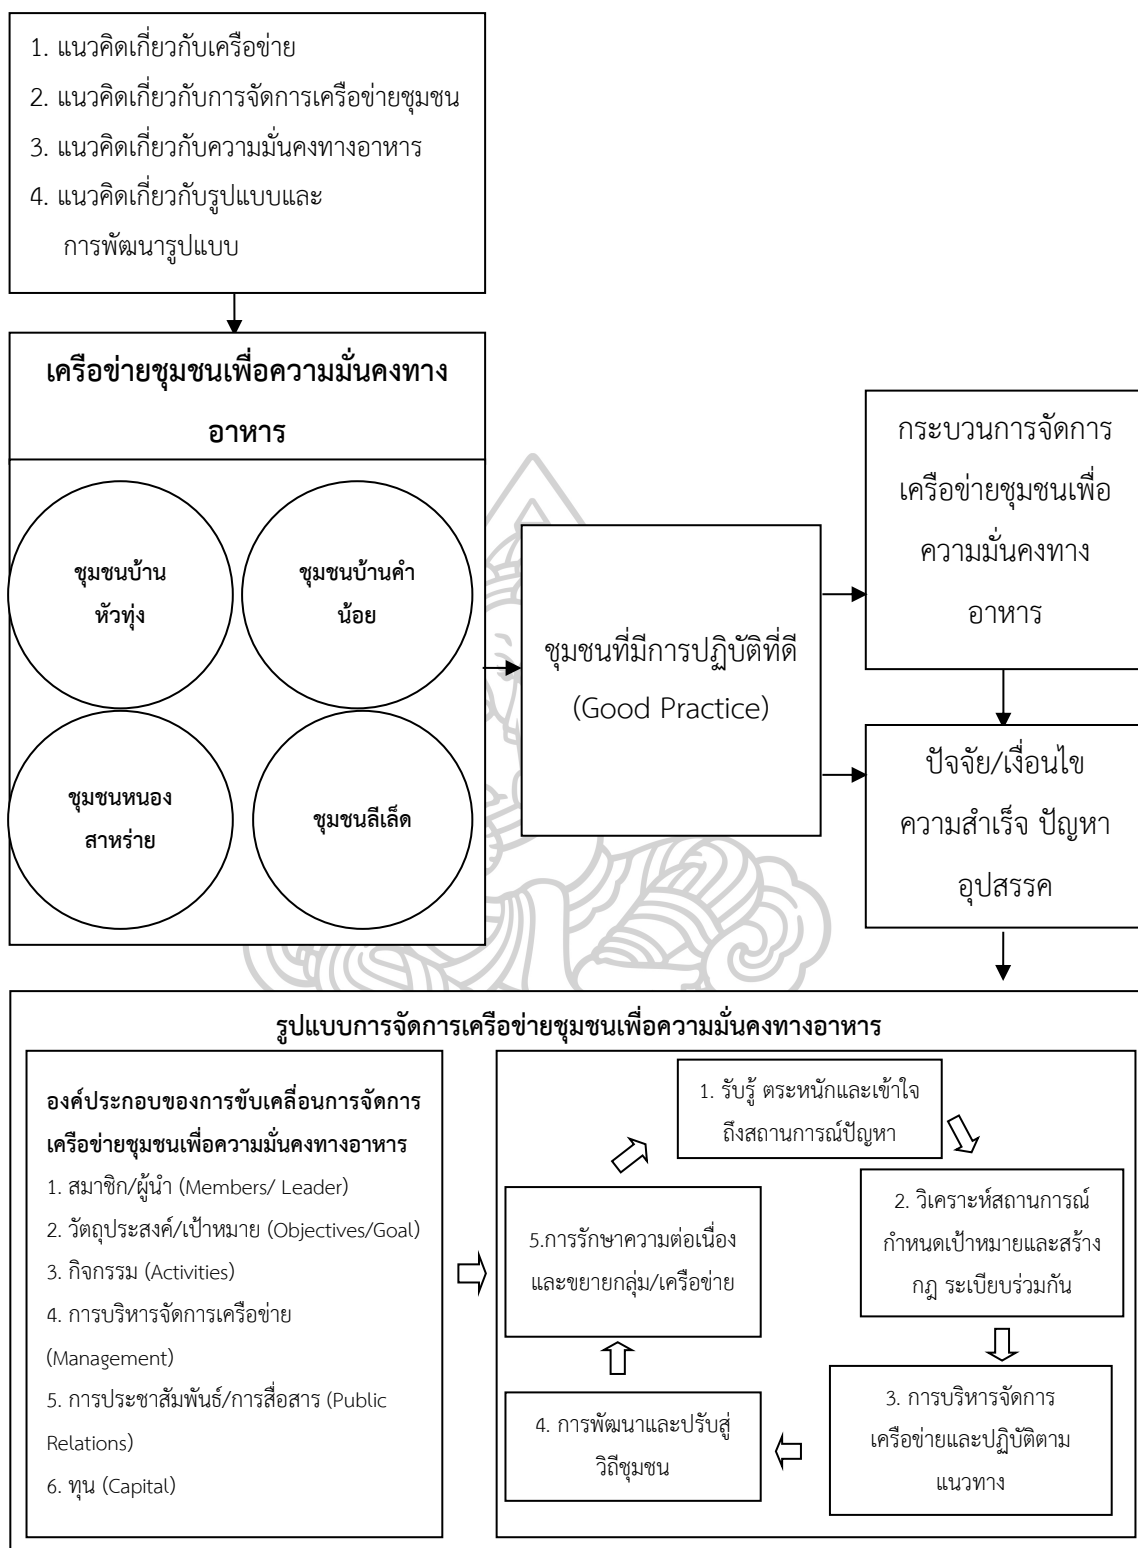 1. แนวคิดเกี่ยวกับเครือข่าย
2. แนวคิดเกี่ยวกับการจัดการเครือข่ายชุมชน
3. แนวคิดเกี่ยวกับความมั่นคงทางอาหาร
4. แนวคิดเกี่ยวกับรูปแบบและ
การพัฒนารูปแบบ
เครือข่ายชุมชนเพื่อความมั่นคงทาง
อาหาร
ชุมชนบ้าน
หัวทุ่ง
ชุมชนบ้านคำ
น้อย
ชุมชนหนอง
สาหร่าย
ชุมชนลีเล็ด
ชุมชนที่มีการปฏิบัติที่ดี
(Good Practice)
กระบวนการจัดการ
เครือข่ายชุมชนเพื่อ
ความมั่นคงทาง
อาหาร
ปัจจัย/เงื่อนไข
ความสำเร็จ ปัญหา
อุปสรรค
รูปแบบการจัดการเครือข่ายชุมชนเพื่อความมั่นคงทางอาหาร
องค์ประกอบของการขับเคลื่อนการจัดการ
เครือข่ายชุมชนเพื่อความมั่นคงทางอาหาร
1. สมาชิก/ผู้นำ (Members/ Leader)
2. วัตถุประสงค์/เป้าหมาย (Objectives/Goal)
3. กิจกรรม (Activities)
4. การบริหารจัดการเครือข่าย
(Management)
5. การประชาสัมพันธ์/การสื่อสาร (Public
Relations)
6. ทุน (Capital)
1. รับรู้ ตระหนักและเข้าใจ
ถึงสถานการณ์ปัญหา
2. วิเคราะห์สถานการณ์
กำหนดเป้าหมายและสร้าง
กฎ ระเบียบร่วมกัน
3. การบริหารจัดการ
เครือข่ายและปฏิบัติตาม
แนวทาง
4. การพัฒนาและปรับสู่
วิถีชุมชน
5.การรักษาความต่อเนื่อง
และขยายกลุ่ม/เครือข่าย